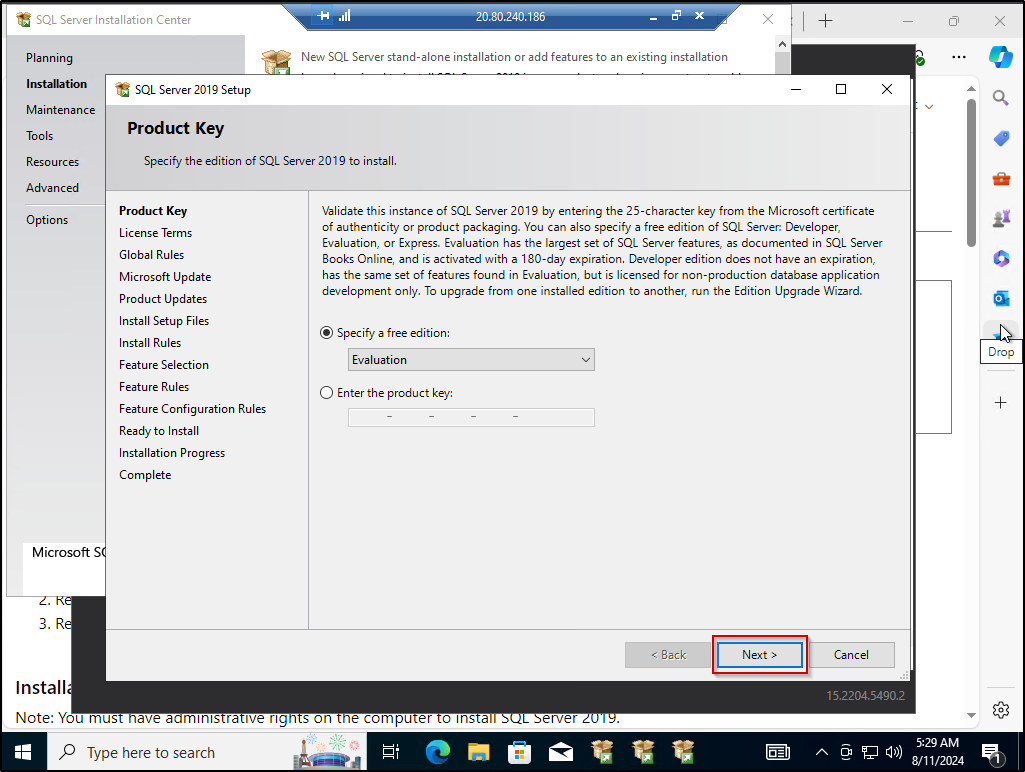 SQL Server Installation Center
20.80.240.186
Planning
Installation
Maintenance
Tools
Resources
Advanced
Options
New SQL Server stand-alone installation or add features to an existing installation
SQL Server 2019 Setup
Product Key
Specify the edition of SQL Server 2019 to install.
Product Key
License Terms
Global Rules
Microsoft Update
Product Updates
Install Setup Files
Install Rules
Feature Selection
Feature Rules
Feature Configuration Rules
Ready to Install
Installation Progress
Complete
Validate this instance of SQL Server 2019 by entering the 25-character key from the Microsoft certificate
of authenticity or product packaging. You can also specify a free edition of SQL Server: Developer,
Evaluation, or Express. Evaluation has the largest set of SQL Server features, as documented in SQL Server
Books Online, and is activated with a 180-day expiration. Developer edition does not have an expiration,
has the same set of features found in Evaluation, but is licensed for non-production database application
development only. To upgrade from one installed edition to another, run the Edition Upgrade Wizard.
Specify a free edition:
Evaluation
Enter the product key:
- - - -
< Back
Next >
Cancel
Drop
Microsoft SQ
2. Re
3. Re
15.2204.5490.2
Installa
Note: You must have administrative rights on the computer to install SQL Server 2019.
Type here to search
5:29 AM
8/11/2024
1